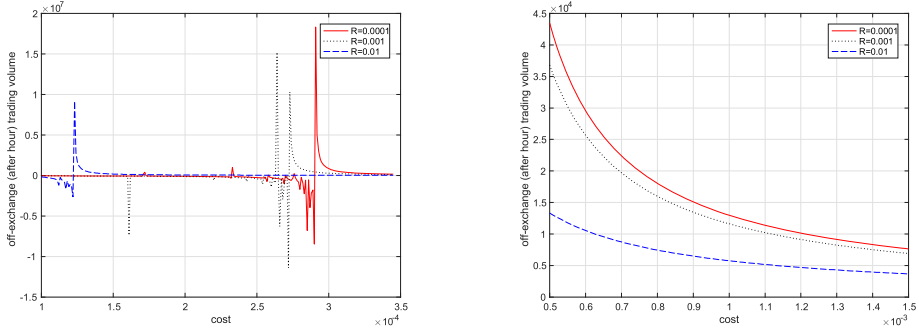 ×10⁷
2
R=0.0001
R=0.001
R=0.01
1.5
1
0.5
0
-0.5
-1
-1.5
off-exchange (after hour) trading volume
1 1.5 2 2.5 3 3.5
cost
×10⁻⁴
×10⁴
4.5
R=0.0001
R=0.001
R=0.01
4
3.5
3
2.5
2
1.5
1
0.5
0
off-exchange (after hour) trading volume
0.5 0.6 0.7 0.8 0.9 1 1.1 1.2 1.3 1.4 1.5
cost
×10⁻³